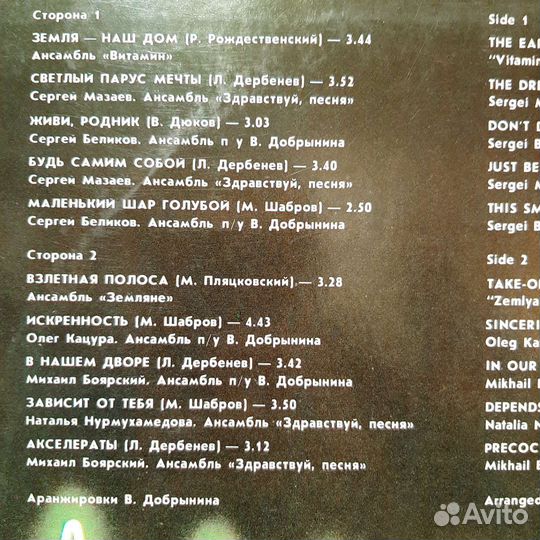 Сторона 1
ЗЕМЛЯ — НАШ ДОМ (Р. Рождественский) — 3.44
Ансамбль «Витамин»
СВЕТЛЫЙ ПАРУС МЕЧТЫ (Л. Дербенев) — 3.52
Сергей Мазаев. Ансамбль «Здравствуй, песня»
ЖИВИ, РОДНИК (В. Дюков) — 3.03
Сергей Беликов. Ансамбль п/у В. Добрынина
БУДЬ САМИМ СОБОЙ (Л. Дербенев) — 3.40
Сергей Мазаев. Ансамбль «Здравствуй, песня»
МАЛЕНЬКИЙ ШАР ГОЛУБОЙ (М. Шабров) — 2.50
Сергей Беликов. Ансамбль п/у В. Добрынина
Сторона 2
ВЗЛЕТНАЯ ПОЛОСА (М. Пляцковский) — 3.28
Ансамбль «Земляне»
ИСКРЕННОСТЬ (М. Шабров) — 4.43
Олег Кацура. Ансамбль п/у В. Добрынина
В НАШЕМ ДВОРЕ (Л. Дербенев) — 3.42
Михаил Боярский. Ансамбль п/у В. Добрынина
ЗАВИСИТ ОТ ТЕБЯ (М. Шабров) — 3.50
Наталья Нурмухамедова. Ансамбль «Здравствуй, песня»
АКСЕЛЕРАТЫ (Л. Дербенев) — 3.12
Михаил Боярский. Ансамбль «Здравствуй, песня»
Аранжировки В. Добрынина
Side 1
THE EA
"Vitamin
THE DRE
Sergei M
DON'T D
Sergei B
JUST BE
Sergei M
THIS SM
Sergei B
Side 2
TAKE-O
"Zemlya
SINCERI
Oleg Ka
IN OUR
Mikhail
DEPENDS
Natalia N
PRECOC
Mikhail
Arranged
Avito